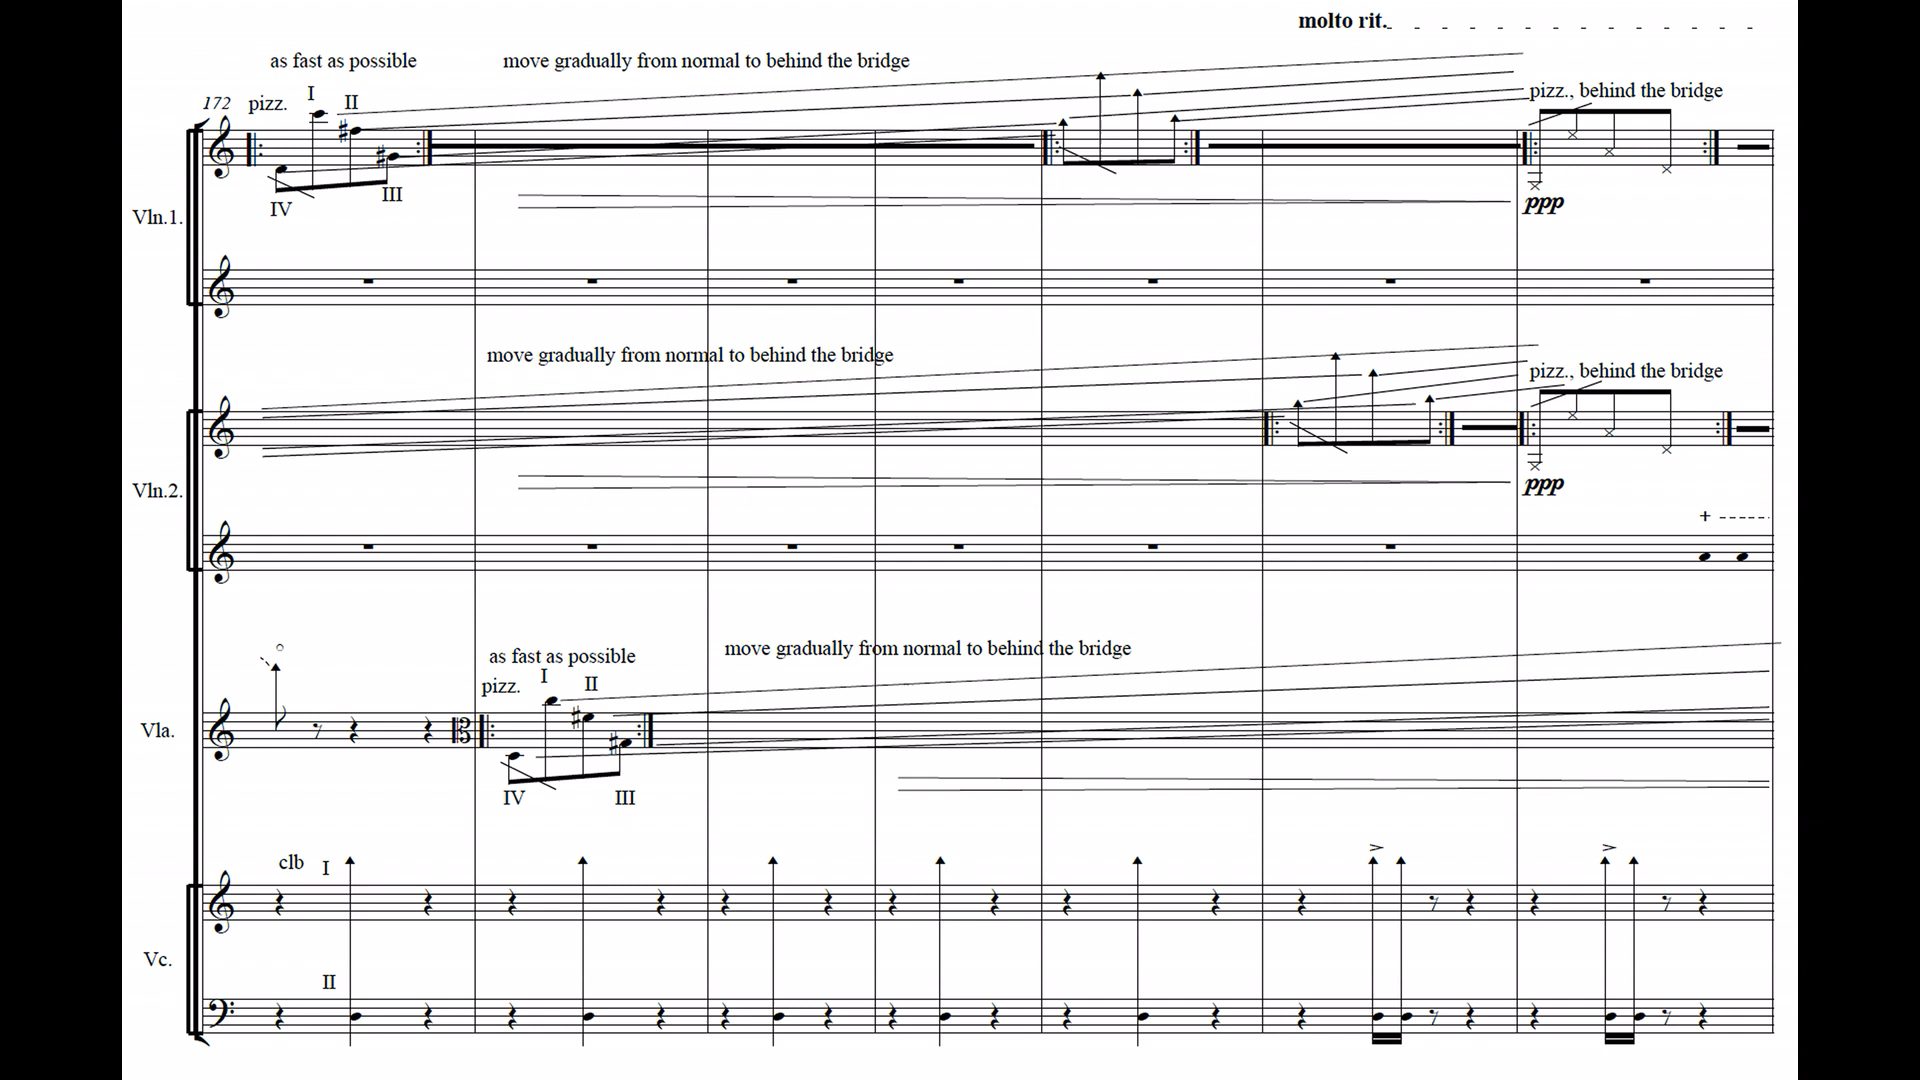 molto rit.
as fast as possible
move gradually from normal to behind the bridge
172
pizz.
I
II
pizz., behind the bridge
IV
III
ppp
Vln.1.
move gradually from normal to behind the bridge
pizz., behind the bridge
ppp
Vln.2.
+
as fast as possible
move gradually from normal to behind the bridge
pizz.
I
II
Vla.
IV
III
clb
I
Vc.
II